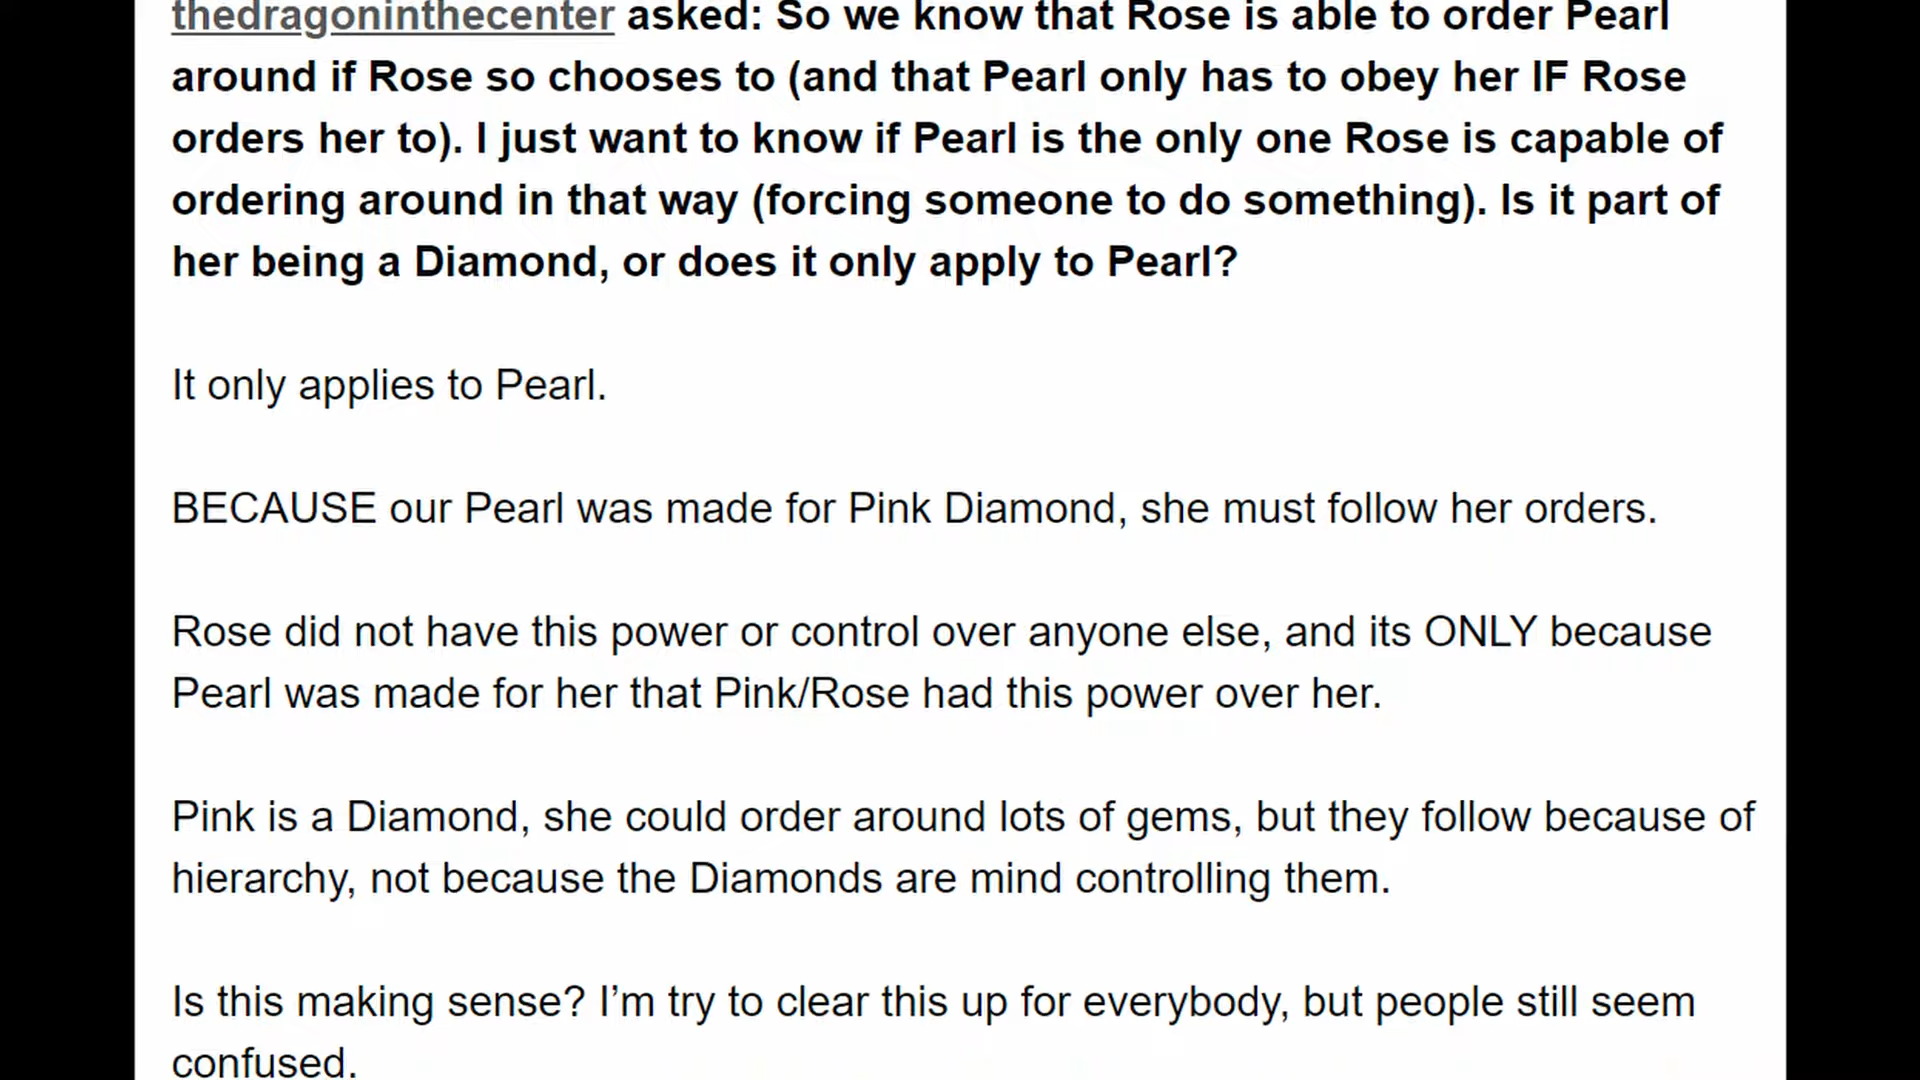 thedragoninthecenter asked: So we know that Rose is able to order Pearl
around if Rose so chooses to (and that Pearl only has to obey her IF Rose
orders her to). I just want to know if Pearl is the only one Rose is capable of
ordering around in that way (forcing someone to do something). Is it part of
her being a Diamond, or does it only apply to Pearl?
It only applies to Pearl.
BECAUSE our Pearl was made for Pink Diamond, she must follow her orders.
Rose did not have this power or control over anyone else, and its ONLY because
Pearl was made for her that Pink/Rose had this power over her.
Pink is a Diamond, she could order around lots of gems, but they follow because of
hierarchy, not because the Diamonds are mind controlling them.
Is this making sense? I’m try to clear this up for everybody, but people still seem
confused.